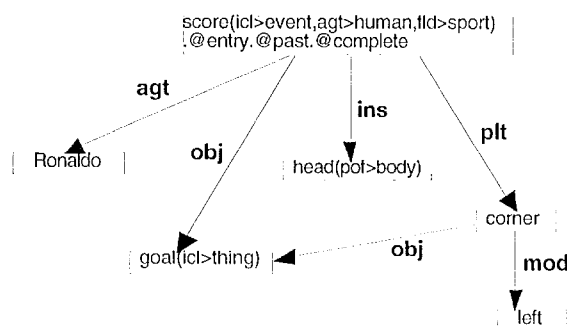 score(icl>event,agt>human,fld>sport)
.@entry.@past.@complete
agt
ins
obj
plt
Ronaldo
head(pof>body)
corner
goal(icl>thing)
obj
mod
left